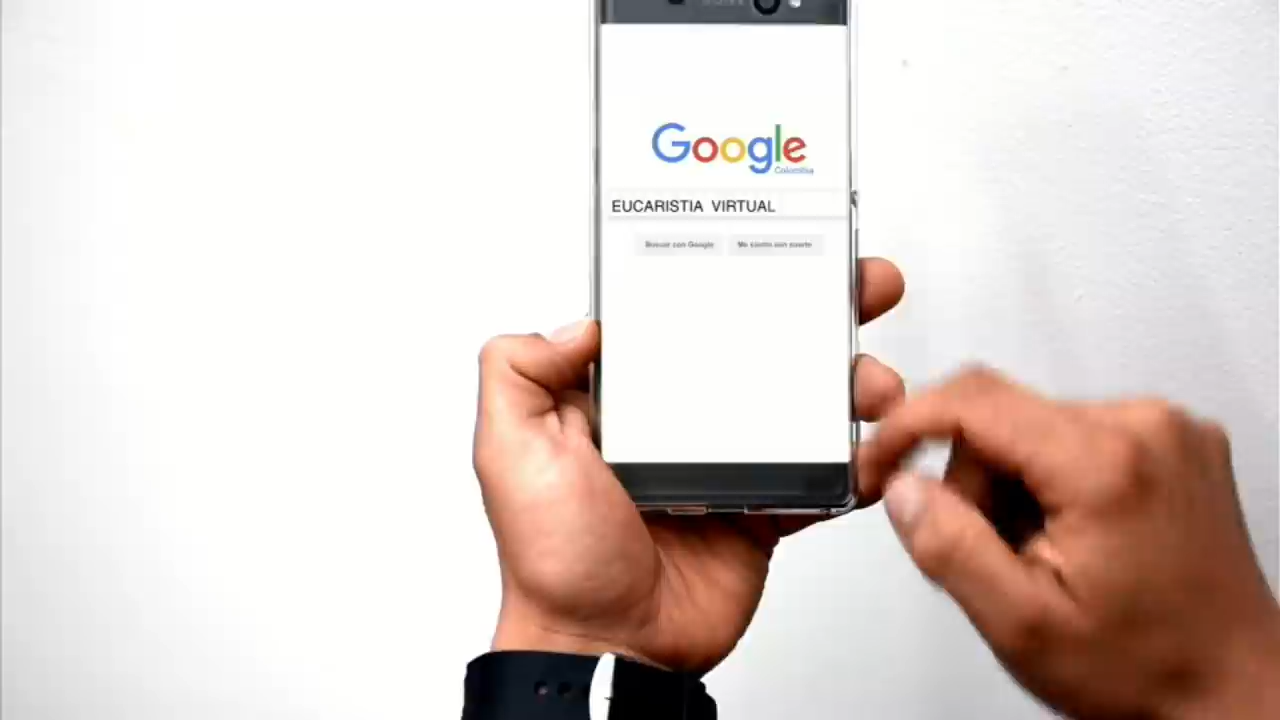 Google
Colombia
EUCARISTIA VIRTUAL
Buscar con Google
Me siento con suerte